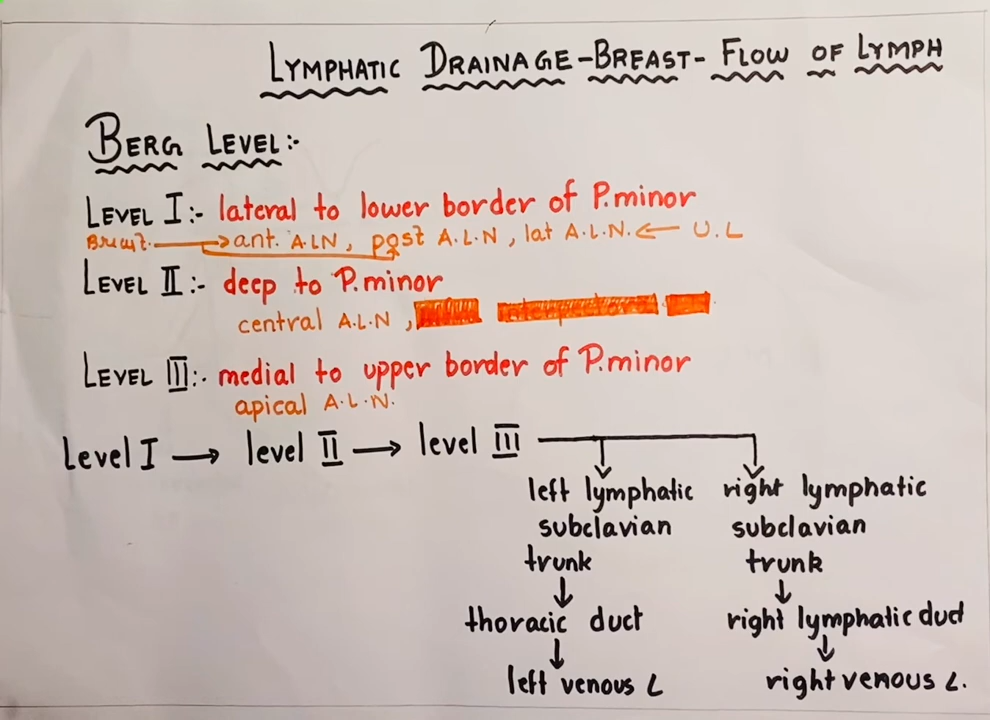 LYMPHATIC DRAINAGE-BREAST- FLOW OF LYMPH
BERG LEVEL:-
LEVEL I:- lateral to lower border of P.minor
Breast. → ant. A.L.N, post A.L.N, lat A.L.N. ← U.L
LEVEL II:- deep to P.minor
central A.L.N,
LEVEL III:- medial to upper border of P.minor
apical A.L.N.
Level I → level II → level III
left lymphatic subclavian trunk
↓
thoracic duct
↓
left venous L
right lymphatic subclavian trunk
↓
right lymphatic duct
↓
right venous L.